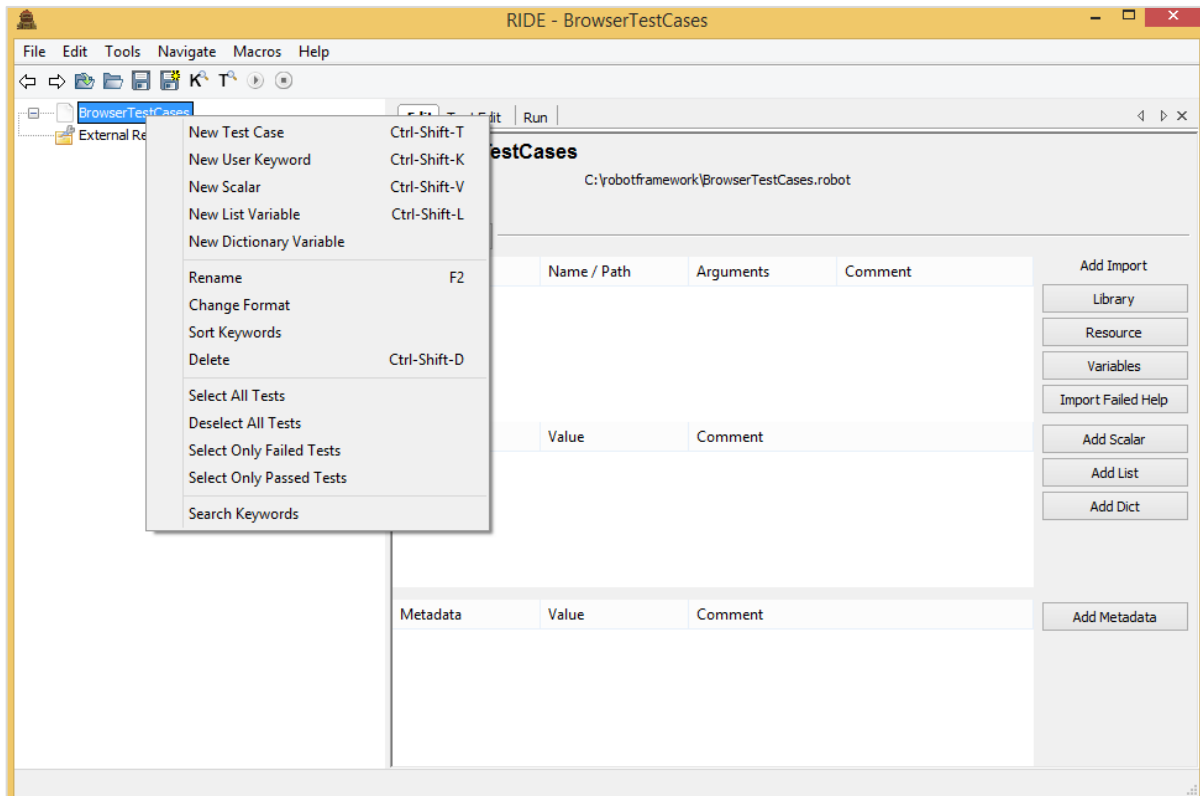 RIDE - BrowserTestCases
File Edit Tools Navigate Macros Help
BrowserTestCases
External Re
Edit
Run
estCases
C:\robotframework\BrowserTestCases.robot
New Test Case Ctrl-Shift-T
New User Keyword Ctrl-Shift-K
New Scalar Ctrl-Shift-V
New List Variable Ctrl-Shift-L
New Dictionary Variable
Rename F2
Change Format
Sort Keywords
Delete Ctrl-Shift-D
Select All Tests
Deselect All Tests
Select Only Failed Tests
Select Only Passed Tests
Search Keywords
Name / Path Arguments Comment
Add Import
Library
Resource
Variables
Import Failed Help
Value Comment
Add Scalar
Add List
Add Dict
Metadata Value Comment
Add Metadata